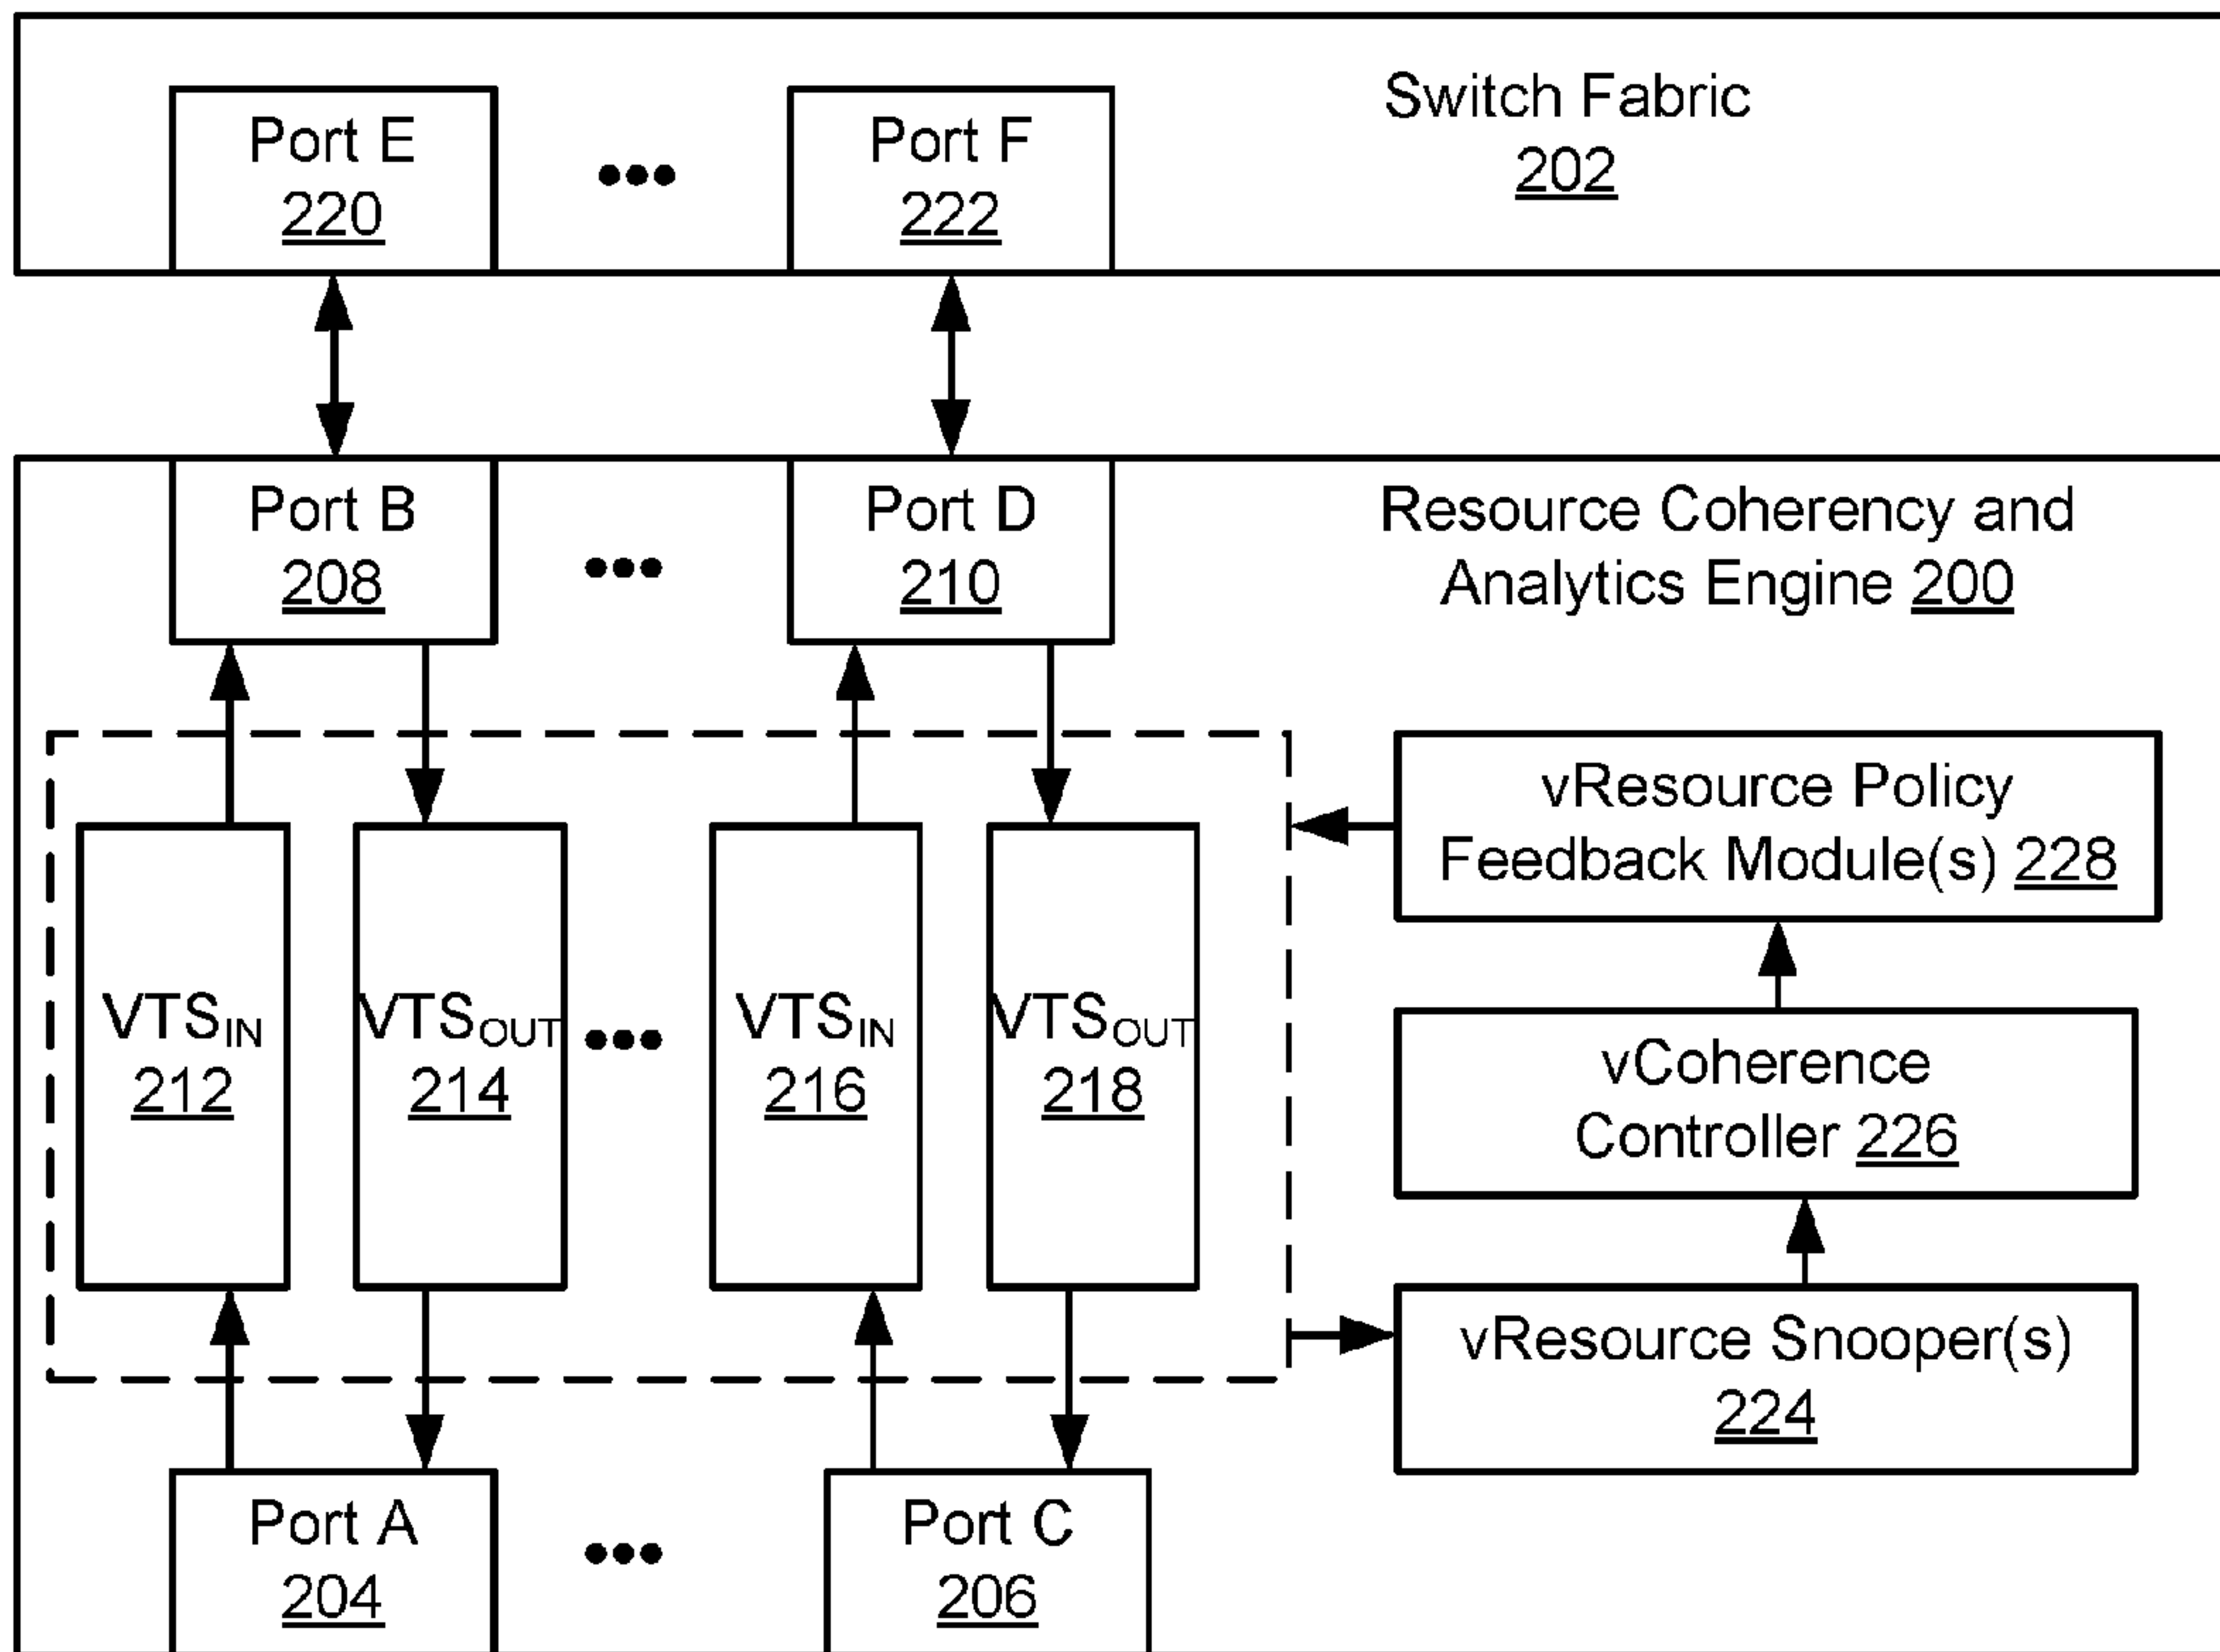 Port E
220
Port F
222
Switch Fabric
202
Port B
208
Port D
210
Resource Coherency and
Analytics Engine 200
VTSIN
212
VTSOUT
214
VTSIN
216
VTSOUT
218
vResource Policy
Feedback Module(s) 228
vCoherence
Controller 226
vResource Snooper(s)
224
Port A
204
Port C
206